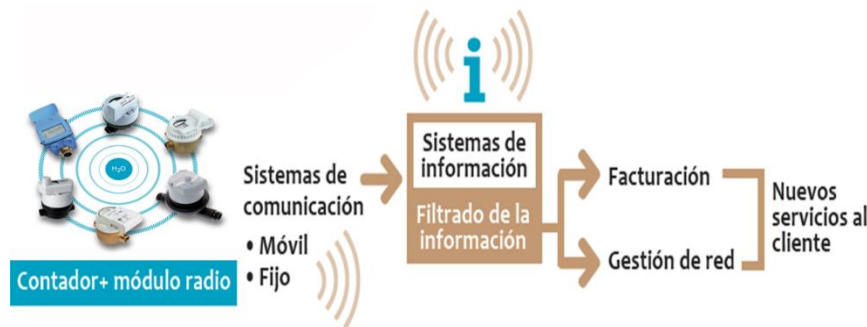 H₂O
Contador+ módulo radio
Sistemas de
comunicación
• Móvil
• Fijo
i
Sistemas de
información
Filtrado de la
información
Facturación
Gestión de red
Nuevos
servicios al
cliente